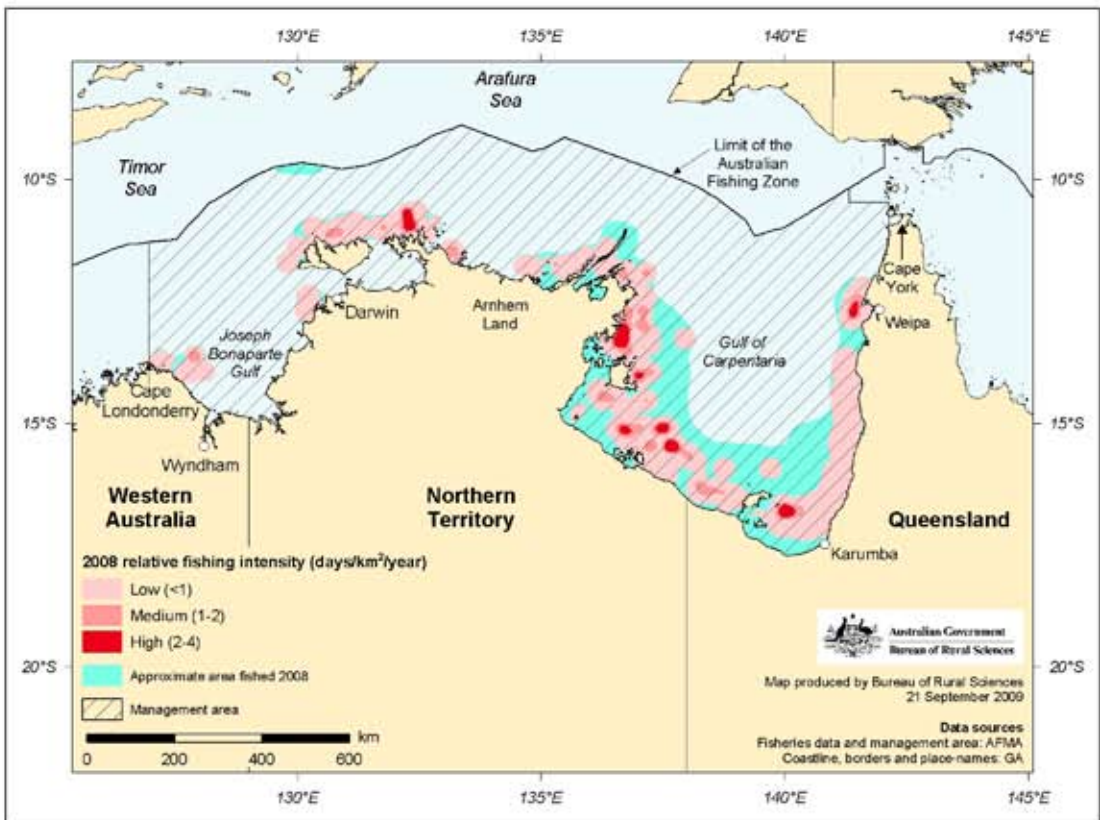 130°E
135°E
140°E
145°E
Arafura
Sea
Timor
Sea
Limit of the
Australian
Fishing Zone
10°S
10°S
Cape
York
Weipa
Darwin
Arnhem
Land
Joseph
Bonaparte
Gulf
Gulf of
Carpentaria
Cape
Londonderry
15°S
15°S
Wyndham
Western
Australia
Northern
Territory
Queensland
Karumba
2008 relative fishing intensity (days/km²/year)
Low (<1)
Medium (1-2)
High (2-4)
Approximate area fished 2008
Management area
0 200 400 600 km
20°S
20°S
Australian Government
Bureau of Rural Sciences
Map produced by Bureau of Rural Sciences
21 September 2009
Data sources
Fisheries data and management area: AFMA
Coastline, borders and place-names: GA
130°E
135°E
140°E
145°E